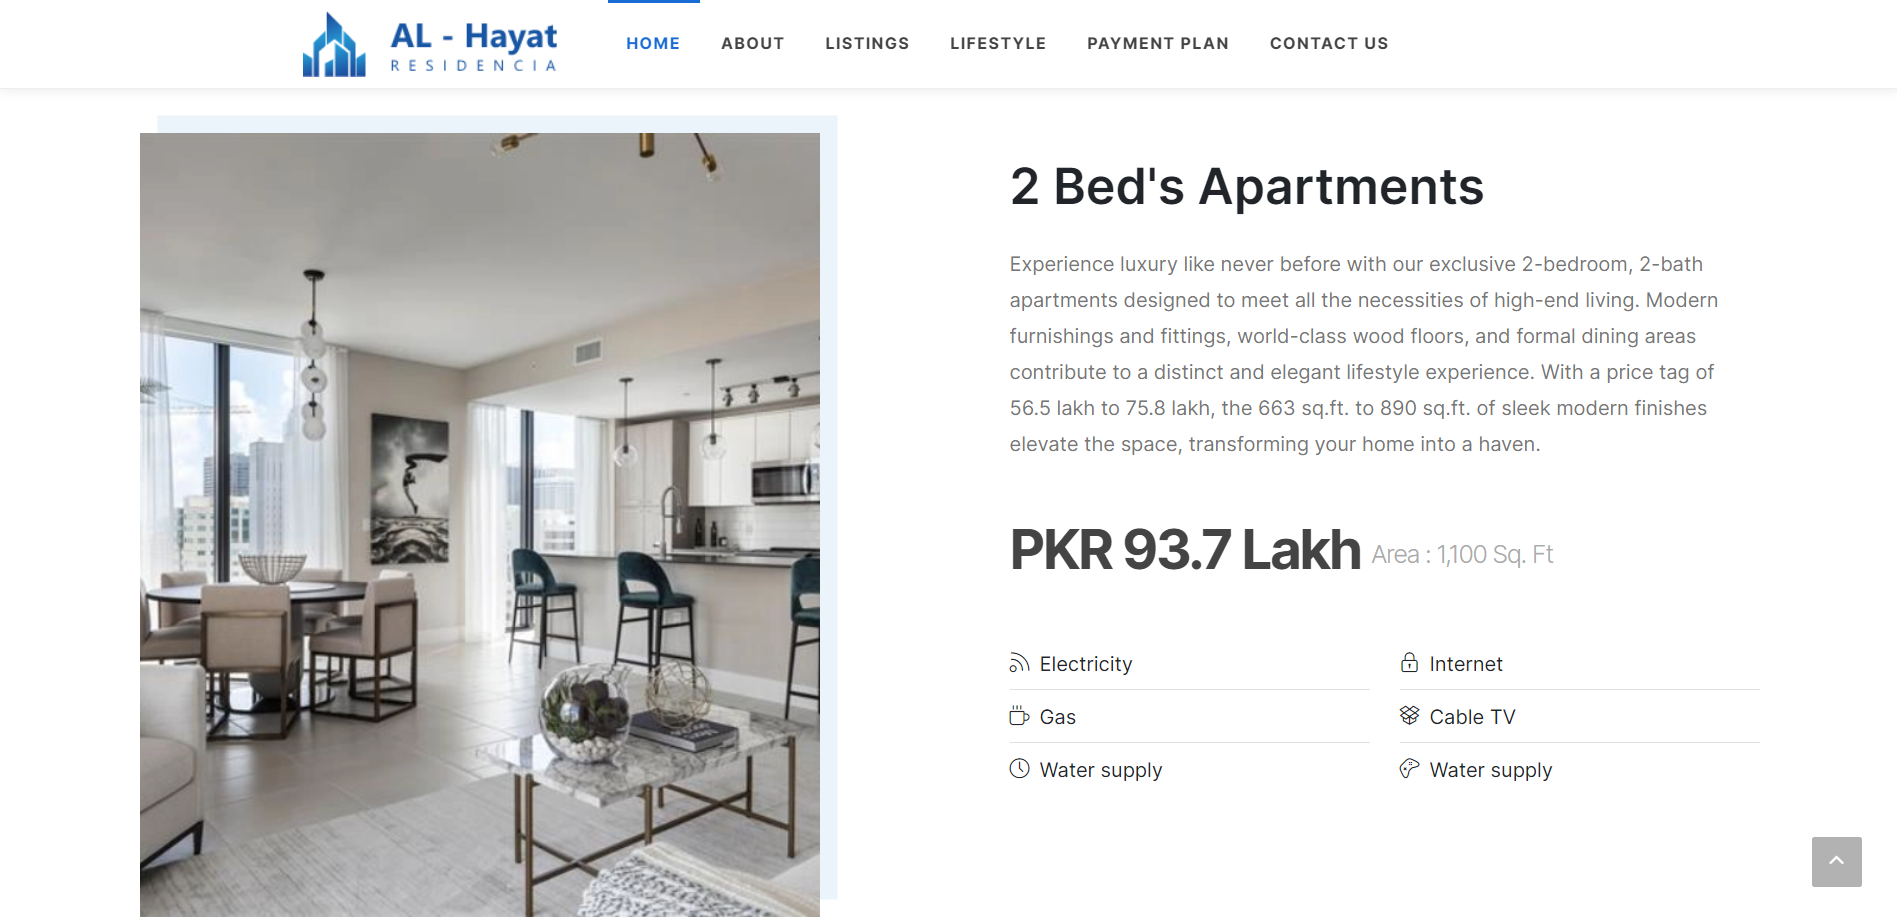 AL - Hayat
RESIDENCIA
HOME
ABOUT
LISTINGS
LIFESTYLE
PAYMENT PLAN
CONTACT US
2 Bed's Apartments
Experience luxury like never before with our exclusive 2-bedroom, 2-bath
apartments designed to meet all the necessities of high-end living. Modern
furnishings and fittings, world-class wood floors, and formal dining areas
contribute to a distinct and elegant lifestyle experience. With a price tag of
56.5 lakh to 75.8 lakh, the 663 sq.ft. to 890 sq.ft. of sleek modern finishes
elevate the space, transforming your home into a haven.
PKR 93.7 Lakh Area : 1,100 Sq. Ft
Electricity
Internet
Gas
Cable TV
Water supply
Water supply